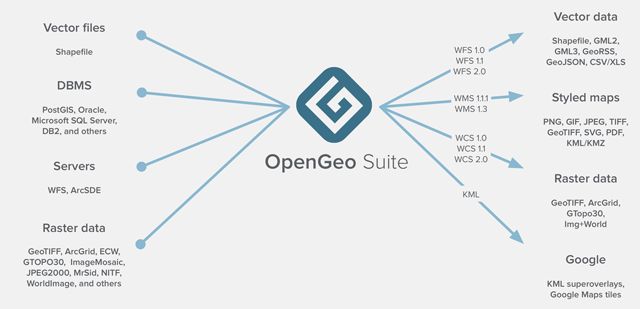 Vector files
Shapefile
DBMS
PostGIS, Oracle,
Microsoft SQL Server,
DB2, and others
Servers
WFS, ArcSDE
Raster data
GeoTIFF, ArcGrid, ECW,
GTOPO30, ImageMosaic,
JPEG2000, MrSid, NITF,
WorldImage, and others
OpenGeo Suite
WFS 1.0
WFS 1.1
WFS 2.0
WMS 1.1.1
WMS 1.3
WCS 1.0
WCS 1.1
WCS 2.0
KML
Vector data
Shapefile, GML2,
GML3, GeoRSS,
GeoJSON, CSV/XLS
Styled maps
PNG, GIF, JPEG, TIFF,
GeoTIFF, SVG, PDF,
KML/KMZ
Raster data
GeoTIFF, ArcGrid,
GTopo30,
Img+World
Google
KML superoverlays,
Google Maps tiles